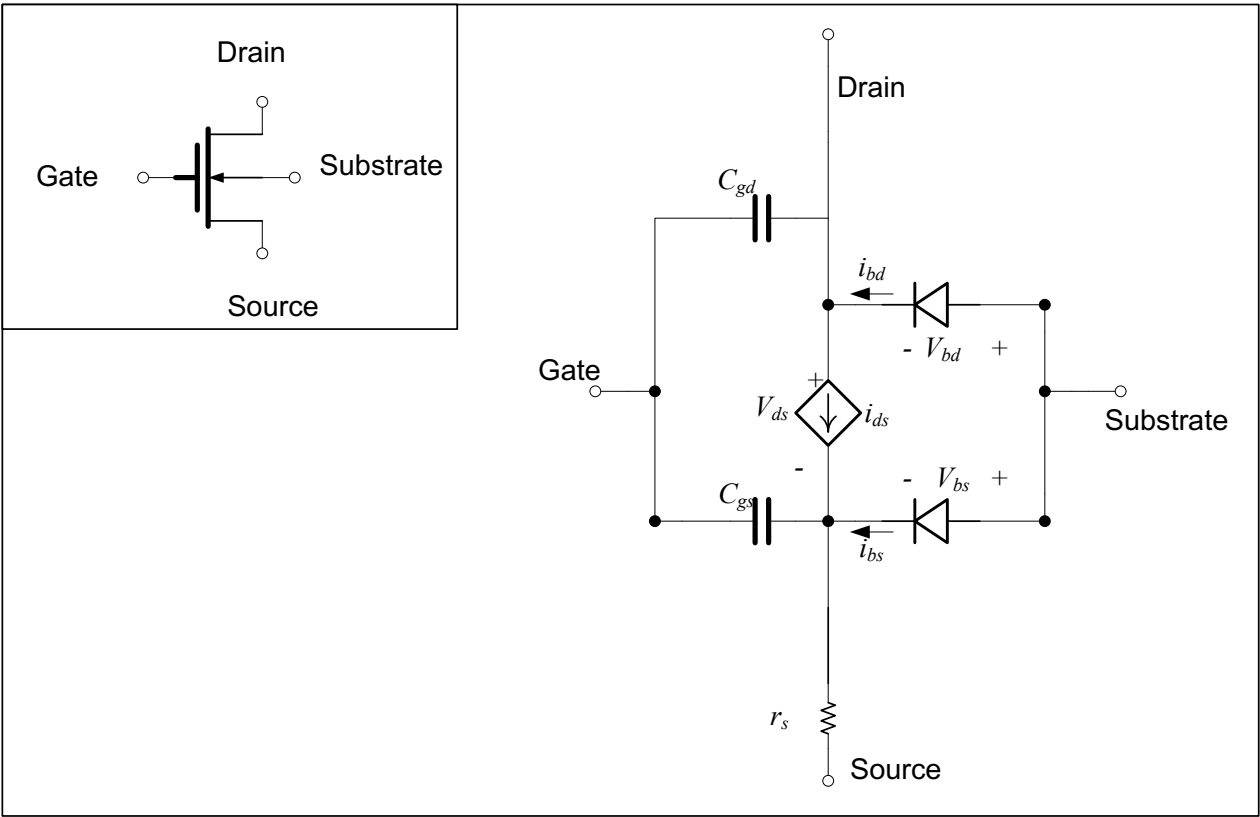 Drain
Gate
Substrate
Source
Drain
C_gd
i_bd
- V_bd +
Gate
+
V_ds
i_ds
Substrate
-
- V_bs +
C_gs
i_bs
r_s
Source